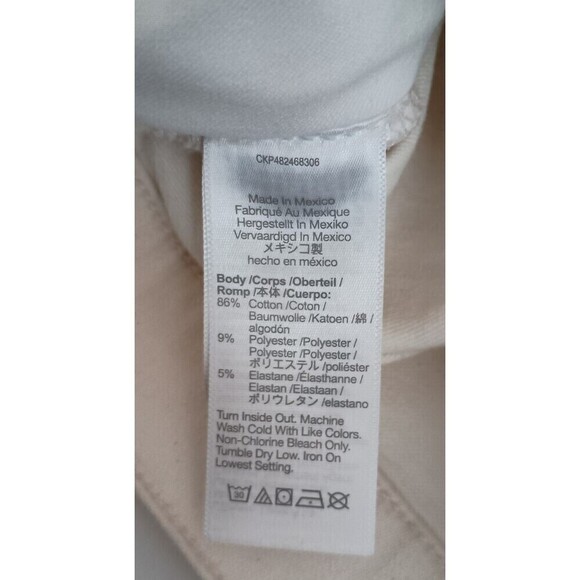 CKP482468306
Made In Mexico
Fabriqué Au Mexique
Hergestellt In Mexiko
Vervaardigd In Mexico
メキシコ製
hecho en méxico
Body /Corps /Oberteil /
Romp /本体 /Cuerpo:
86% Cotton /Coton /
Baumwolle /Katoen /綿 /
algodón
9% Polyester /Polyester /
Polyester /Polyester /
ポリエステル /poliéster
5% Elastane /Élasthanne /
Elastan /Elastaan /
ポリウレタン /elastano
Turn Inside Out. Machine
Wash Cold With Like Colors.
Non-Chlorine Bleach Only.
Tumble Dry Low. Iron On
Lowest Setting.
30